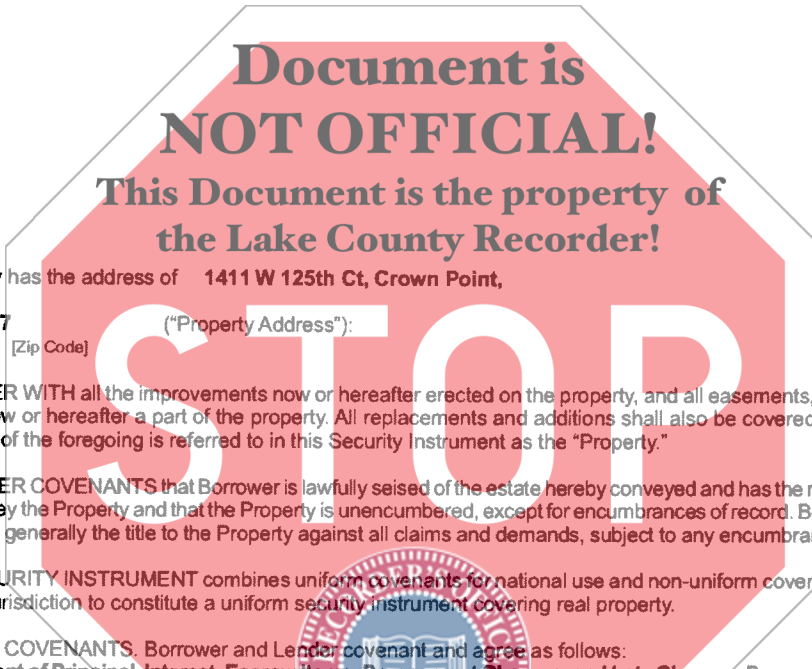 Document is
NOT OFFICIAL!
This Document is the property of
the Lake County Recorder!
has the address of 1411 W 125th Ct, Crown Point,
7 ("Property Address"):
[Zip Code]
STOP
ER WITH all the improvements now or hereafter erected on the property, and all easements,
w or hereafter a part of the property. All replacements and additions shall also be covered
of the foregoing is referred to in this Security Instrument as the “Property.”
ER COVENANTS that Borrower is lawfully seised of the estate hereby conveyed and has the r
ey the Property and that the Property is unencumbered, except for encumbrances of record. B
generally the title to the Property against all claims and demands, subject to any encumbra
URITY INSTRUMENT combines uniform covenants for national use and non-uniform cover
risdiction to constitute a uniform security instrument covering real property.
RECORDER'S OFFICE
COVENANTS. Borrower and Lender covenant and agree as follows: